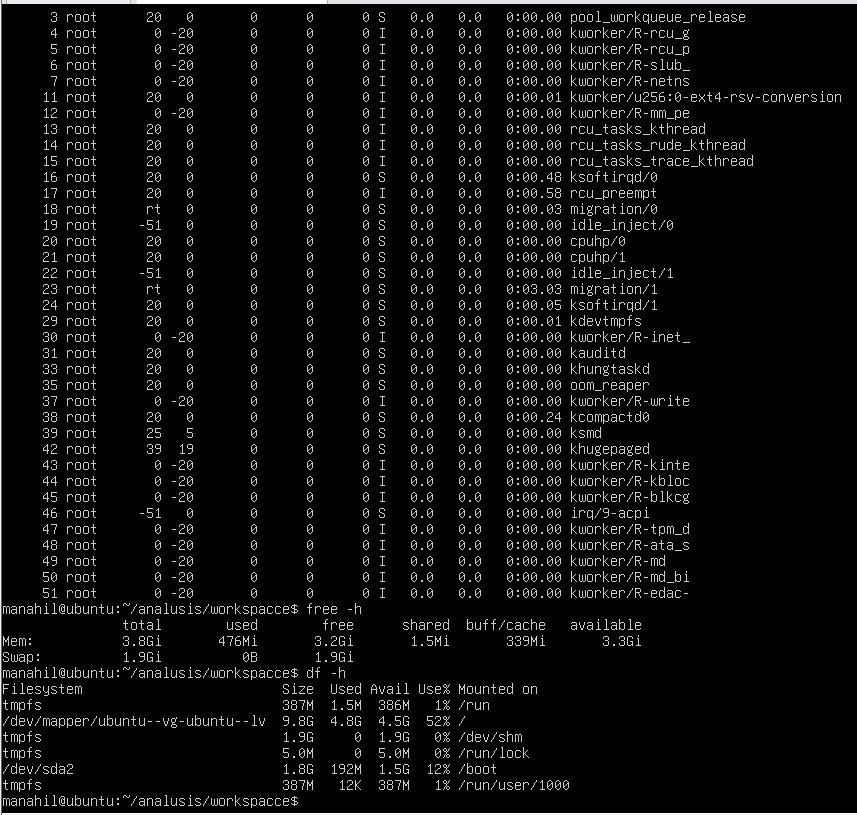 3 root 20 0 0 0 0 S 0.0 0.0 0:00.00 pool_workqueue_release
4 root 0 -20 0 0 0 I 0.0 0.0 0:00.00 kworker/R-rcu_g
5 root 0 -20 0 0 0 I 0.0 0.0 0:00.00 kworker/R-rcu_p
6 root 0 -20 0 0 0 I 0.0 0.0 0:00.00 kworker/R-slub_
7 root 0 -20 0 0 0 I 0.0 0.0 0:00.00 kworker/R-netns
11 root 20 0 0 0 0 I 0.0 0.0 0:00.01 kworker/u256:0-ext4-rsv-conversion
12 root 0 -20 0 0 0 I 0.0 0.0 0:00.00 kworker/R-mm_pe
13 root 20 0 0 0 0 I 0.0 0.0 0:00.00 rcu_tasks_kthread
14 root 20 0 0 0 0 I 0.0 0.0 0:00.00 rcu_tasks_rude_kthread
15 root 20 0 0 0 0 I 0.0 0.0 0:00.00 rcu_tasks_trace_kthread
16 root 20 0 0 0 0 S 0.0 0.0 0:00.48 ksoftirqd/0
17 root 20 0 0 0 0 I 0.0 0.0 0:00.58 rcu_preempt
18 root rt 0 0 0 0 S 0.0 0.0 0:00.03 migration/0
19 root -51 0 0 0 0 S 0.0 0.0 0:00.00 idle_inject/0
20 root 20 0 0 0 0 S 0.0 0.0 0:00.00 cpuhp/0
21 root 20 0 0 0 0 S 0.0 0.0 0:00.00 cpuhp/1
22 root -51 0 0 0 0 S 0.0 0.0 0:00.00 idle_inject/1
23 root rt 0 0 0 0 S 0.0 0.0 0:03.03 migration/1
24 root 20 0 0 0 0 S 0.0 0.0 0:00.05 ksoftirqd/1
29 root 20 0 0 0 0 S 0.0 0.0 0:00.01 kdevtmpfs
30 root 0 -20 0 0 0 I 0.0 0.0 0:00.00 kworker/R-inet_
31 root 20 0 0 0 0 S 0.0 0.0 0:00.00 kauditd
33 root 20 0 0 0 0 S 0.0 0.0 0:00.00 khungtaskd
35 root 20 0 0 0 0 S 0.0 0.0 0:00.00 oom_reaper
37 root 0 -20 0 0 0 I 0.0 0.0 0:00.00 kworker/R-write
38 root 20 0 0 0 0 S 0.0 0.0 0:00.24 kcompactd0
39 root 25 5 0 0 0 S 0.0 0.0 0:00.00 ksmd
42 root 39 19 0 0 0 S 0.0 0.0 0:00.00 khugepaged
43 root 0 -20 0 0 0 I 0.0 0.0 0:00.00 kworker/R-kinte
44 root 0 -20 0 0 0 I 0.0 0.0 0:00.00 kworker/R-kbloc
45 root 0 -20 0 0 0 I 0.0 0.0 0:00.00 kworker/R-blkcg
46 root -51 0 0 0 0 S 0.0 0.0 0:00.00 irq/9-acpi
47 root 0 -20 0 0 0 I 0.0 0.0 0:00.00 kworker/R-tpm_d
48 root 0 -20 0 0 0 I 0.0 0.0 0:00.00 kworker/R-ata_s
49 root 0 -20 0 0 0 I 0.0 0.0 0:00.00 kworker/R-md
50 root 0 -20 0 0 0 I 0.0 0.0 0:00.00 kworker/R-md_bi
51 root 0 -20 0 0 0 I 0.0 0.0 0:00.00 kworker/R-edac-
manahil@ubuntu:~/analusis/workspacce$ free -h
total used free shared buff/cache available
Mem: 3.8Gi 476Mi 3.2Gi 1.5Mi 339Mi 3.3Gi
Swap: 1.9Gi 0B 1.9Gi
manahil@ubuntu:~/analusis/workspacce$ df -h
Filesystem Size Used Avail Use% Mounted on
tmpfs 387M 1.5M 386M 1% /run
/dev/mapper/ubuntu--vg-ubuntu--lv 9.8G 4.8G 4.5G 52% /
tmpfs 1.9G 0 1.9G 0% /dev/shm
tmpfs 5.0M 0 5.0M 0% /run/lock
/dev/sda2 1.8G 192M 1.5G 12% /boot
tmpfs 387M 12K 387M 1% /run/user/1000
manahil@ubuntu:~/analusis/workspacce$